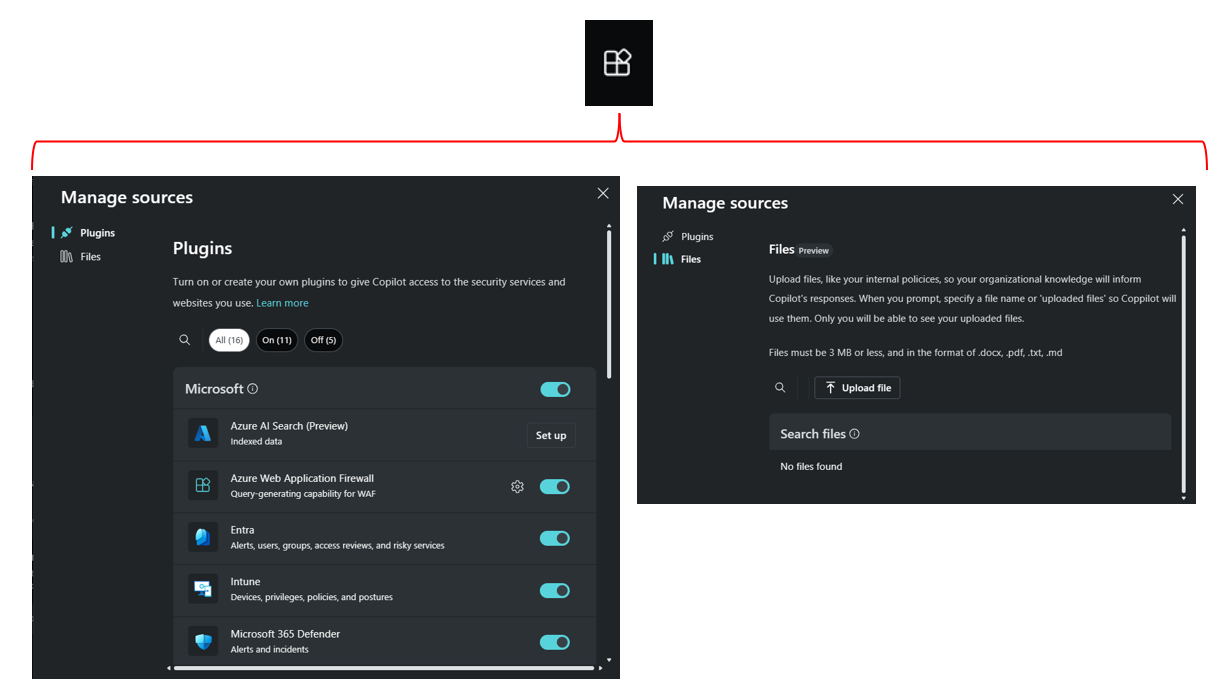 Manage sources
Plugins
Files
Plugins
Turn on or create your own plugins to give Copilot access to the security services and
websites you use. Learn more
All (16) On (11) Off (5)
Microsoft
Azure AI Search (Preview)
Indexed data
Set up
Azure Web Application Firewall
Query-generating capability for WAF
Entra
Alerts, users, groups, access reviews, and risky services
Intune
Devices, privileges, policies, and postures
Microsoft 365 Defender
Alerts and incidents
Manage sources
Plugins
Files
Files Preview
Upload files, like your internal policices, so your organizational knowledge will inform
Copilot's responses. When you prompt, specify a file name or 'uploaded files' so Coppilot will
use them. Only you will be able to see your uploaded files.
Files must be 3 MB or less, and in the format of .docx, .pdf, .txt, .md
Upload file
Search files
No files found